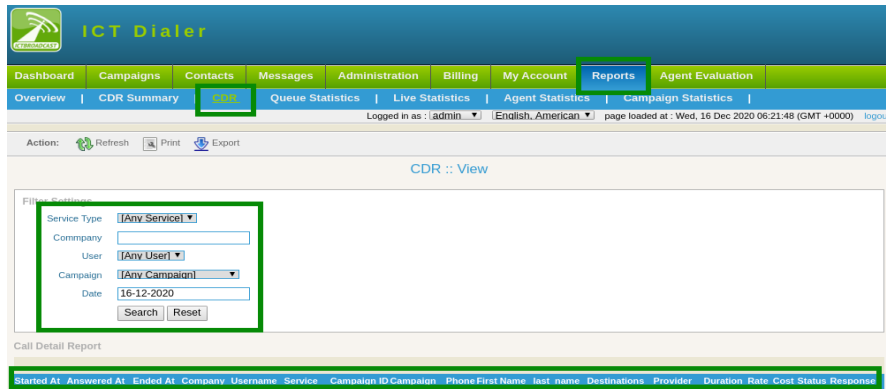 ICTBROADCAST
ICT Dialer
Dashboard Campaigns Contacts Messages Administration Billing My Account Reports Agent Evaluation
Overview | CDR Summary | CDR Queue Statistics | Live Statistics | Agent Statistics | Campaign Statistics |
Logged in as : admin ▼ English, American ▼ page loaded at : Wed, 16 Dec 2020 06:21:48 (GMT +0000) logou
Action: Refresh Print Export
CDR :: View
Filter Settings
Service Type [Any Service] ▼
Commpany
User [Any User] ▼
Campaign [Any Campaign] ▼
Date 16-12-2020
Search Reset
Call Detail Report
Started At Answered At Ended At Company Username Service Campaign ID Campaign Phone First Name last name Destinations Provider Duration Rate Cost Status Response